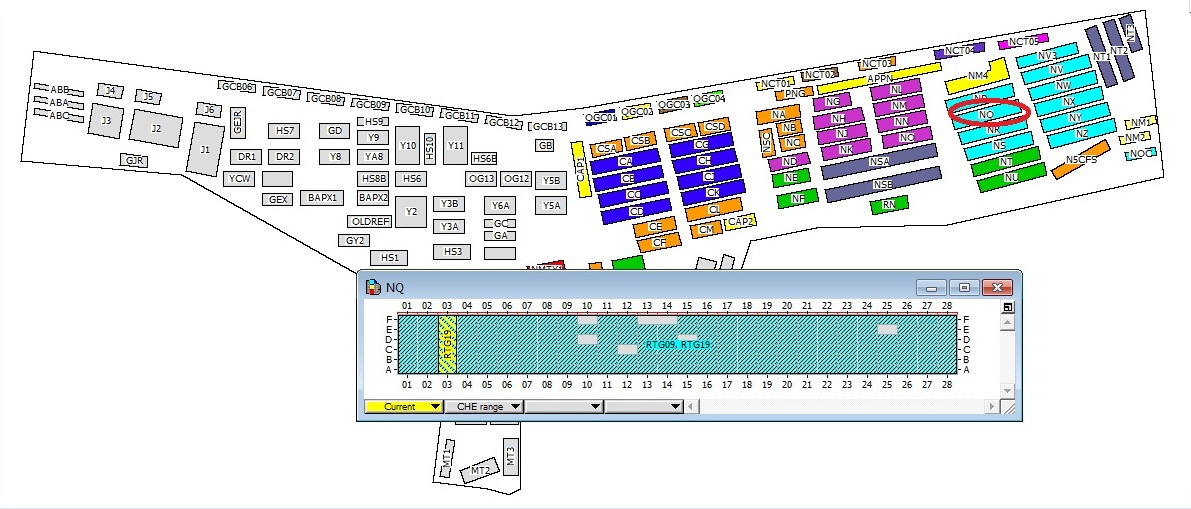 ABB
ABA
ABC
J4
J5
J3
J2
J6
J1
GJR
GCB06
GCB07
GCB08
GCB09
GCB10
GCB11
GCB12
GCB13
HS7
GD
HS9
Y9
Y10
HS10
Y11
HS6B
GB
DR1
DR2
Y8
YA8
YCW
HS8B
HS6
OG13
OG12
Y5B
GEX
BAPX1
BAPX2
Y2
Y3B
Y6A
Y5A
OLDREF
Y3A
GC
GA
GY2
HS1
HS3
CAP1
OGC01
OGC02
OGC03
OGC04
CSA
CSB
CSC
CSD
CA
CB
CC
CD
CE
CF
CG
CH
CJ
CK
CL
CM
CAP2
NCT01
NCT02
NCT03
NCT04
NCT05
PNG
APPN
NA
NB
NC
NSC
ND
NE
NF
NG
NH
NJ
NK
NL
NM
NN
NO
NSA
NSB
RN
NM4
NP
NQ
NR
NS
NT
NU
NV3
NV
NW
NX
NY
NZ
NSCFS
NT1
NT2
NT3
NM1
NM2
NOG
NMTX1
NQ
01 02 03 04 05 06 07 08 09 10 11 12 13 14 15 16 17 18 19 20 21 22 23 24 25 26 27 28
F F
E E
D D
C C
B B
A A
RTG19
RTG09, RTG19
01 02 03 04 05 06 07 08 09 10 11 12 13 14 15 16 17 18 19 20 21 22 23 24 25 26 27 28
Current CHE range
MT1
MT2
MT3